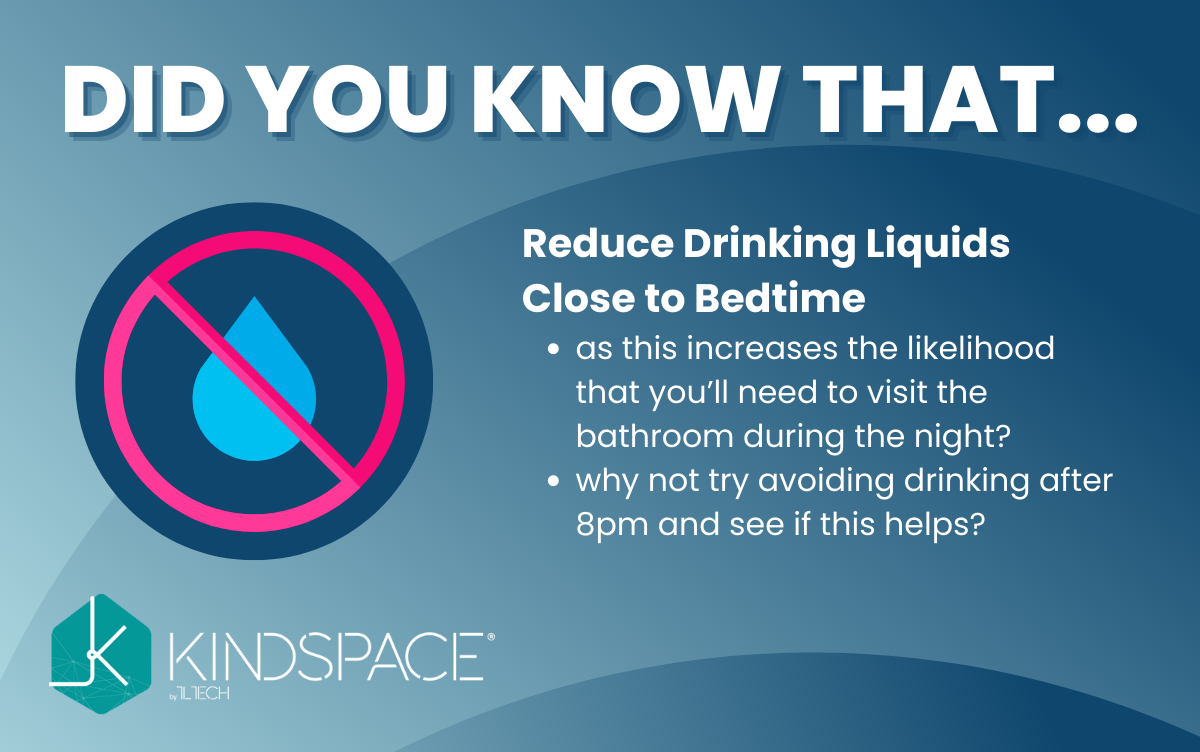 DID YOU KNOW THAT...
Reduce Drinking Liquids
Close to Bedtime
• as this increases the likelihood
that you’ll need to visit the
bathroom during the night?
• why not try avoiding drinking after
8pm and see if this helps?
KINDSPACE®
by TLTECH